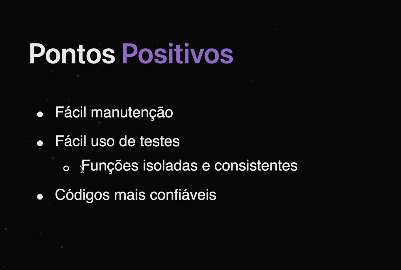 Pontos Positivos
Fácil manutenção
Fácil uso de testes
Funções isoladas e consistentes
Códigos mais confiáveis